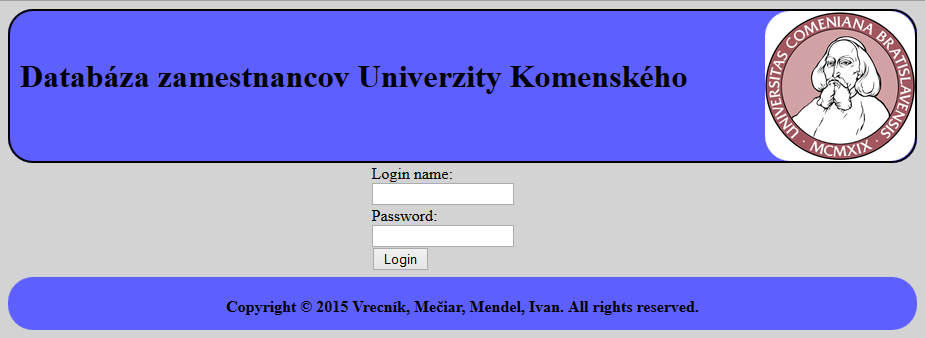 Databáza zamestnancov Univerzity Komenského
UNIVERSITAS COMENIANA BRATISLAVENSIS
· MCMXIX ·
Login name:
Password:
Login
Copyright © 2015 Vrecník, Mečiar, Mendel, Ivan. All rights reserved.